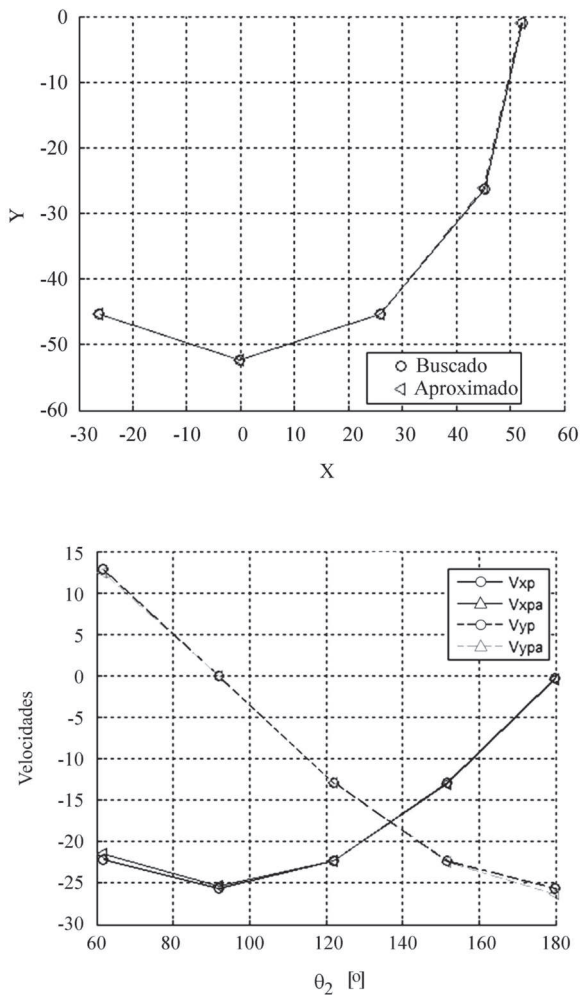 0
-10
-20
-30
-40
-50
-60
Y
Buscado
Aproximado
-30 -20 -10 0 10 20 30 40 50 60
X
15
10
5
0
-5
-10
-15
-20
-25
-30
Velocidades
Vxp
Vxpa
Vyp
Vypa
60 80 100 120 140 160 180
θ₂ [º]